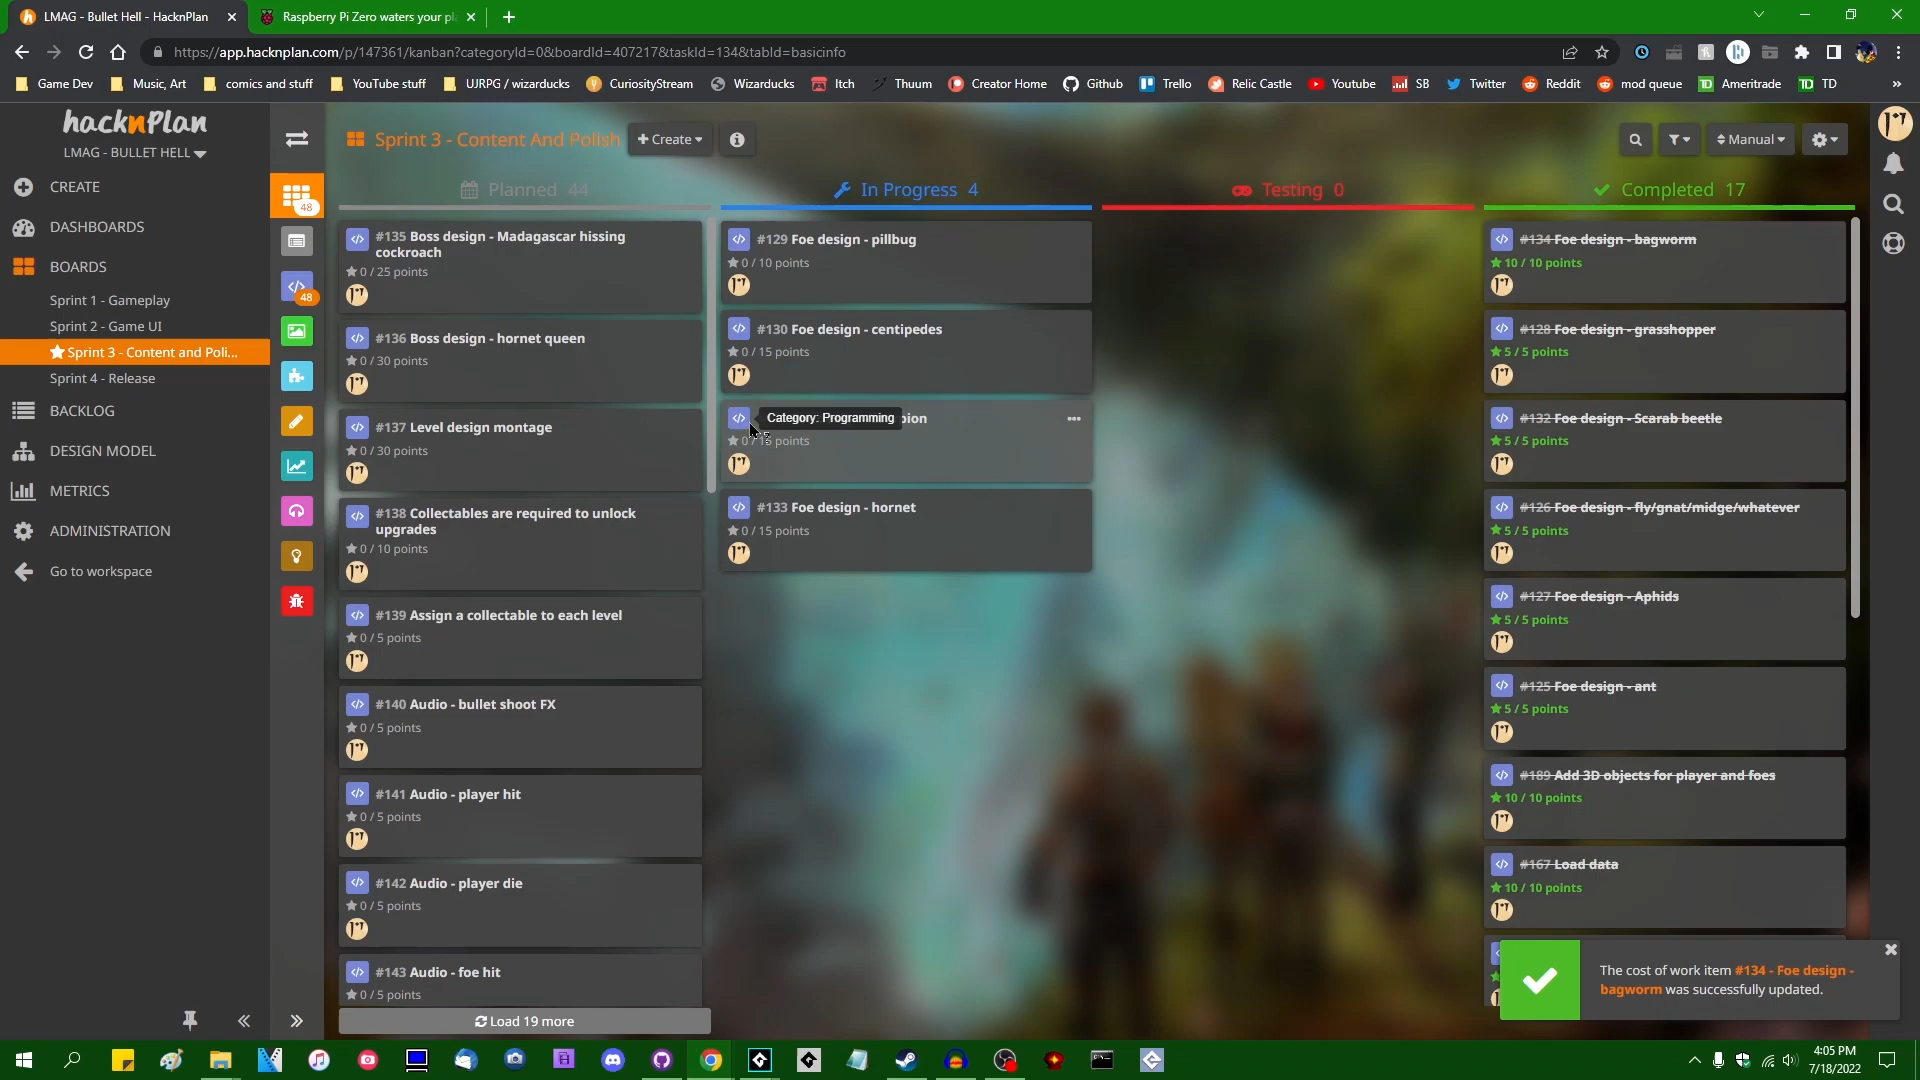 LMAG - Bullet Hell - HacknPlan
Raspberry Pi Zero waters your pl
https://app.hacknplan.com/p/147361/kanban?categoryId=0&boardId=407217&taskId=134&tabId=basicinfo
Game Dev
Music, Art
comics and stuff
YouTube stuff
UJRPG / wizarducks
CuriosityStream
Wizarducks
Itch
Thuum
Creator Home
Github
Trello
Relic Castle
Youtube
SB
Twitter
Reddit
mod queue
Ameritrade
TD
»
hacknPlan
LMAG - BULLET HELL
CREATE
DASHBOARDS
BOARDS
Sprint 1 - Gameplay
Sprint 2 - Game UI
Sprint 3 - Content and Poli...
Sprint 4 - Release
BACKLOG
DESIGN MODEL
METRICS
ADMINISTRATION
Go to workspace
48
48
Sprint 3 - Content And Polish
+ Create
Manual
Planned 44
#135 Boss design - Madagascar hissing
cockroach
0 / 25 points
#136 Boss design - hornet queen
0 / 30 points
#137 Level design montage
0 / 30 points
#138 Collectables are required to unlock
upgrades
0 / 10 points
#139 Assign a collectable to each level
0 / 5 points
#140 Audio - bullet shoot FX
0 / 5 points
#141 Audio - player hit
0 / 5 points
#142 Audio - player die
0 / 5 points
#143 Audio - foe hit
0 / 5 points
Load 19 more
In Progress 4
#129 Foe design - pillbug
0 / 10 points
#130 Foe design - centipedes
0 / 15 points
Category: Programming
pion
points
#133 Foe design - hornet
0 / 15 points
Testing 0
Completed 17
#134 Foe design - bagworm
10 / 10 points
#128 Foe design - grasshopper
5 / 5 points
#132 Foe design - Scarab beetle
5 / 5 points
#126 Foe design - fly/gnat/midge/whatever
5 / 5 points
#127 Foe design - Aphids
5 / 5 points
#125 Foe design - ant
5 / 5 points
#189 Add 3D objects for player and foes
10 / 10 points
#167 Load data
10 / 10 points
The cost of work item #134 - Foe design -
bagworm was successfully updated.
4:05 PM
7/18/2022